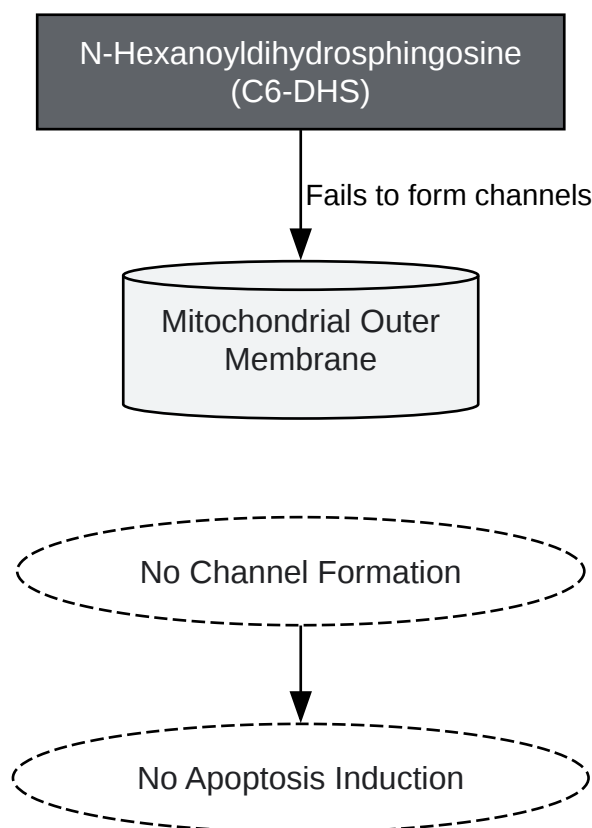 N-Hexanoyldihydrosphingosine
(C6-DHS)
Fails to form channels
Mitochondrial Outer
Membrane
No Channel Formation
No Apoptosis Induction